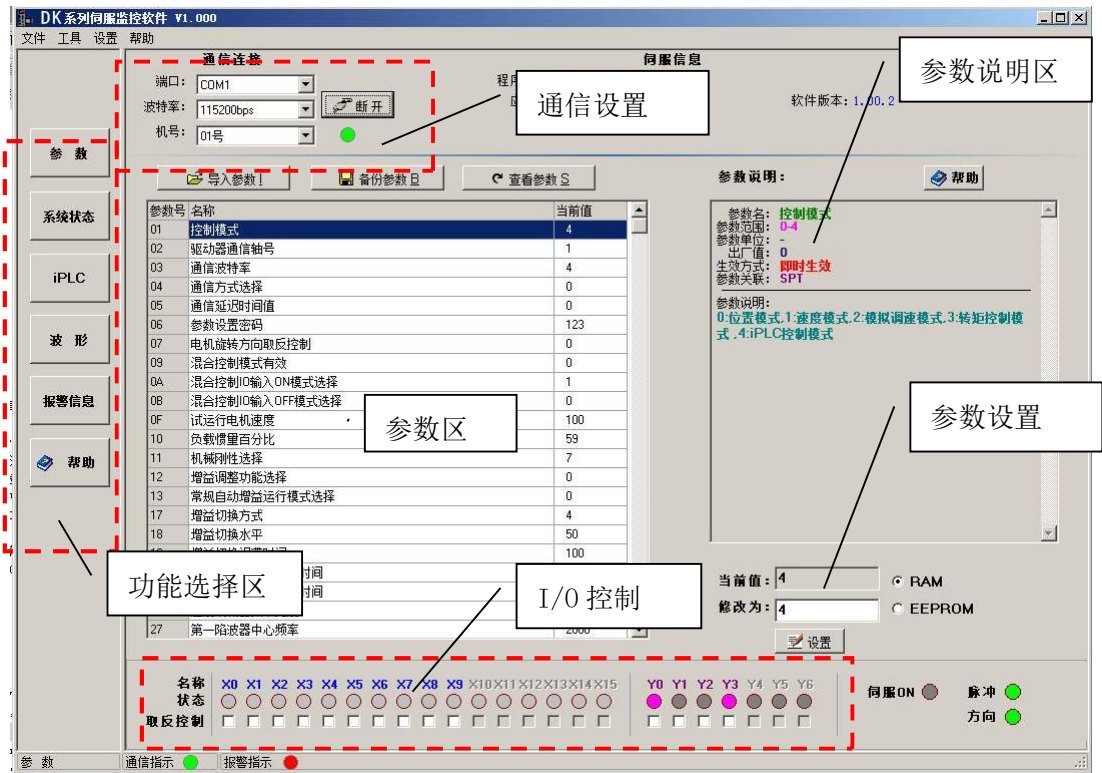 DK系列伺服监控软件 V1.000
文件 工具 设置 帮助
通信连接
端口: COM1
波特率: 115200bps
断开
机号: 01号
通信设置
伺服信息
软件版本: 1.00.2
参数说明区
参 数
系统状态
iPLC
波 形
报警信息
帮助
功能选择区
导入参数I
备份参数B
查看参数S
参数号 名称 当前值
01 控制模式 4
02 驱动器通信轴号 1
03 通信波特率 4
04 通信方式选择 0
05 通信延迟时间值 0
06 参数设置密码 123
07 电机旋转方向取反控制 0
09 混合控制模式有效 0
0A 混合控制IO输入ON模式选择 1
0B 混合控制IO输入OFF模式选择 0
0F 试运行电机速度 100
10 负载惯量百分比 59
11 机械刚性选择 7
12 增益调整功能选择 0
13 常规自动增益运行模式选择 0
17 增益切换方式 4
18 增益切换水平 50
100
时间
时间
27 第一陷波器中心频率 2000
参数区
I/O 控制
参数说明:
帮助
参数名: 控制模式
参数范围: 0-4
参数单位: -
出厂值: 0
生效方式: 即时生效
参数关联: SPT
参数说明:
0:位置模式,1:速度模式,2:模拟调速模式,3:转矩控制模
式,4:iPLC控制模式
参数设置
当前值: 4
RAM
修改为: 4
EEPROM
设置
名称 X0 X1 X2 X3 X4 X5 X6 X7 X8 X9 X10 X11 X12 X13 X14 X15 Y0 Y1 Y2 Y3 Y4 Y5 Y6
状态
取反控制
伺服ON
脉冲
方向
参 数
通信指示
报警指示